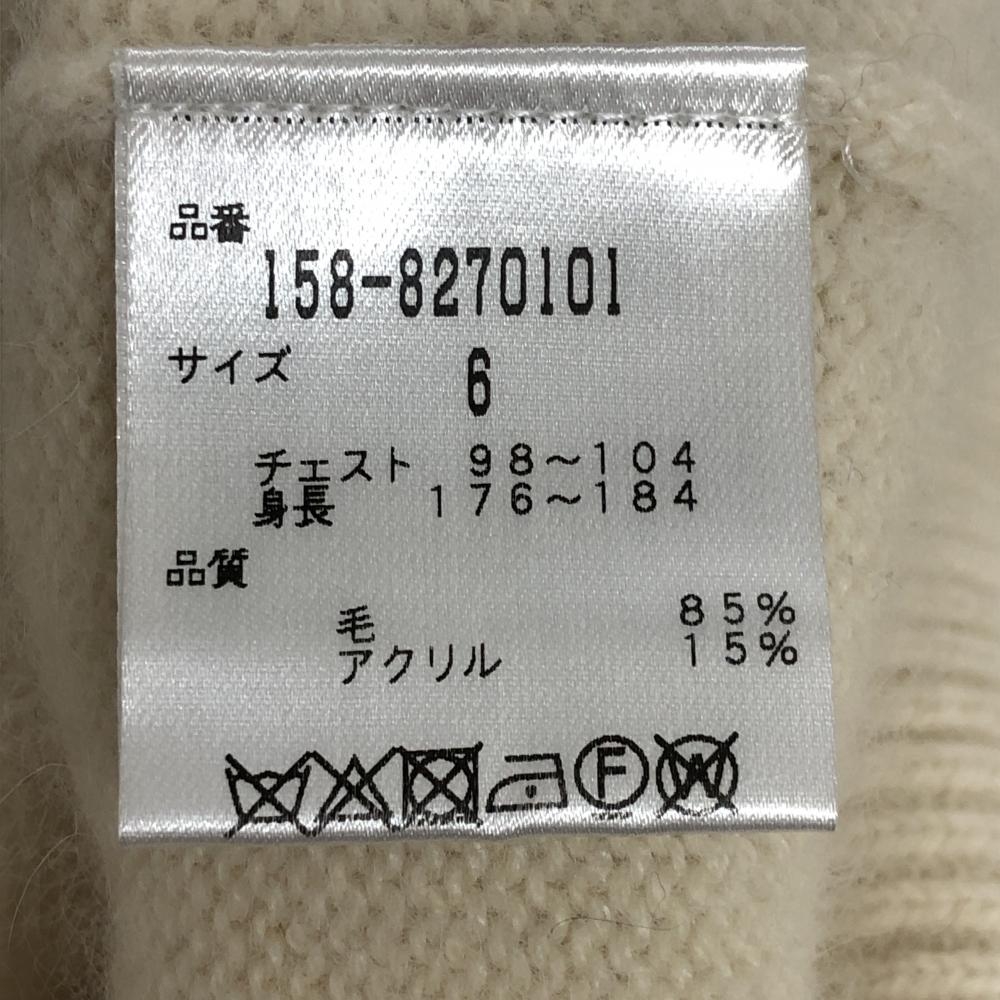 品番
158-8270101
サイズ 6
チェスト 98～104
身長 176～184
品質
毛 85%
アクリル 15%
F W